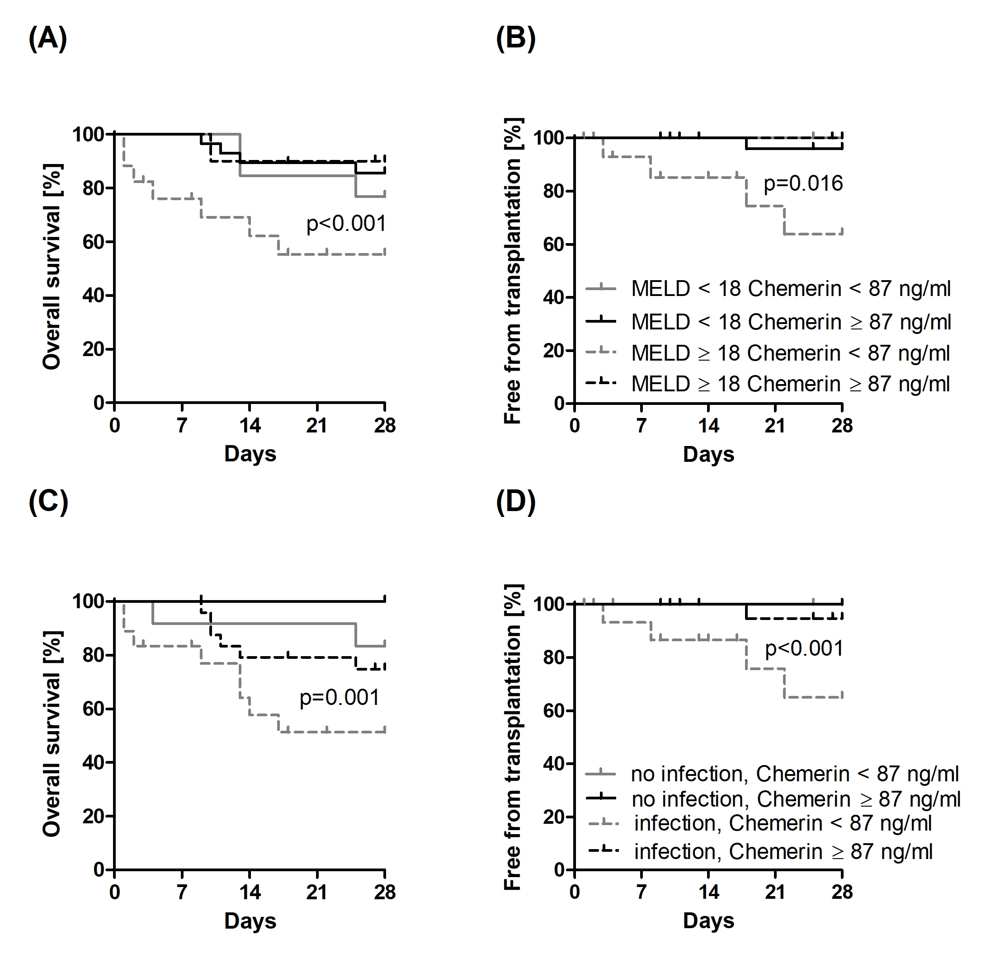 (A)
Overall survival [%]
100
80
60
40
20
0
p<0.001
0 7 14 21 28
Days
(B)
Free from transplantation [%]
100
80
60
40
20
0
p=0.016
MELD < 18 Chemerin < 87 ng/ml
MELD < 18 Chemerin ≥ 87 ng/ml
MELD ≥ 18 Chemerin < 87 ng/ml
MELD ≥ 18 Chemerin ≥ 87 ng/ml
0 7 14 21 28
Days
(C)
Overall survival [%]
100
80
60
40
20
0
p=0.001
0 7 14 21 28
Days
(D)
Free from transplantation [%]
100
80
60
40
20
0
p<0.001
no infection, Chemerin < 87 ng/ml
no infection, Chemerin ≥ 87 ng/ml
infection, Chemerin < 87 ng/ml
infection, Chemerin ≥ 87 ng/ml
0 7 14 21 28
Days